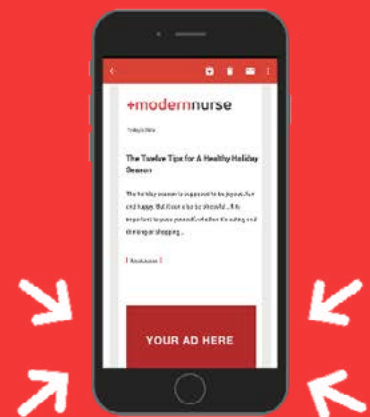 +modernnurse
Today's Date
The Twelve Tips for A Healthy Holiday
Season
The holiday season is supposed to be joyous, fun
and happy. But it can also be stressful... It is
important to pace yourself, whether it's eating and
drinking or shopping...
YOUR AD HERE